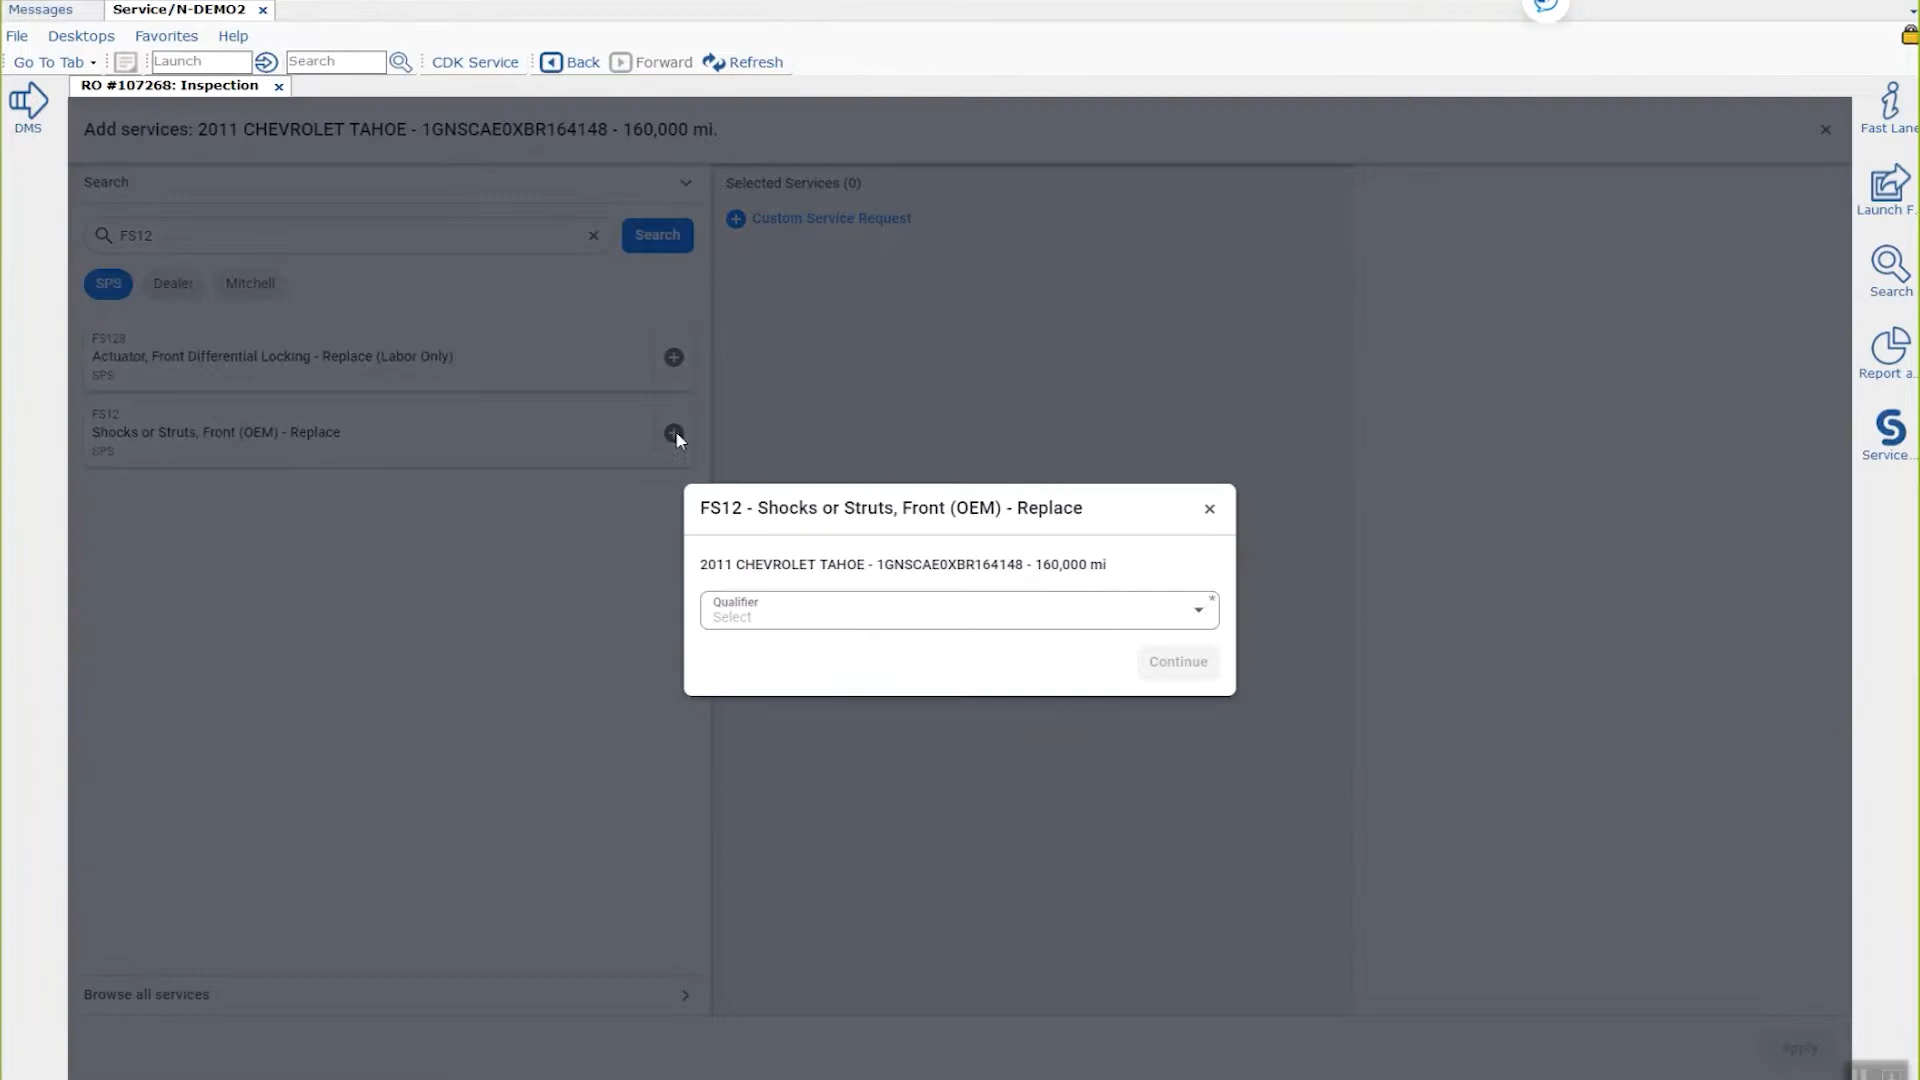 Messages
Service/N-DEMO2 x
File Desktops Favorites Help
Go To Tab Launch Search CDK Service Back Forward Refresh
RO #107268: Inspection x
DMS
Fast Lane
Launch F.
Search
Report a.
S
Service...
Add services: 2011 CHEVROLET TAHOE - 1GNSCAE0XBR164148 - 160,000 mi.
Search
FS12
Search
SPS Dealer Mitchell
FS128
Actuator, Front Differential Locking - Replace (Labor Only)
SPS
FS12
Shocks or Struts, Front (OEM) - Replace
SPS
Browse all services
Selected Services (0)
Custom Service Request
FS12 - Shocks or Struts, Front (OEM) - Replace
2011 CHEVROLET TAHOE - 1GNSCAE0XBR164148 - 160,000 mi
Qualifier *
Select
Continue
Apply